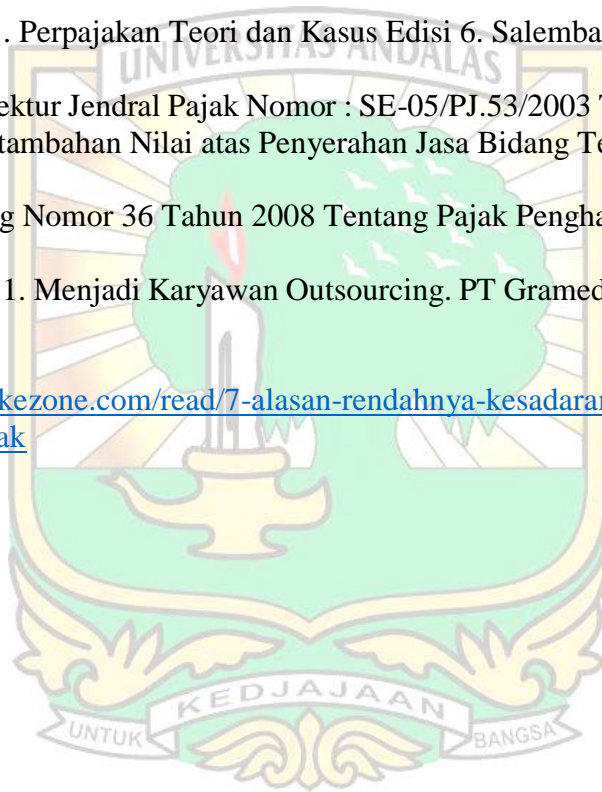 . Perpajakan Teori dan Kasus Edisi 6. Salemba
UNIVERSITAS ANDALAS
ektur Jendral Pajak Nomor : SE-05/PJ.53/2003 T
tambahan Nilai atas Penyerahan Jasa Bidang Te
g Nomor 36 Tahun 2008 Tentang Pajak Pengha
1. Menjadi Karyawan Outsourcing. PT Gramed
kezone.com/read/7-alasan-rendahnya-kesadaran
ak
KEDJAJAAN
UNTUK BANGSA